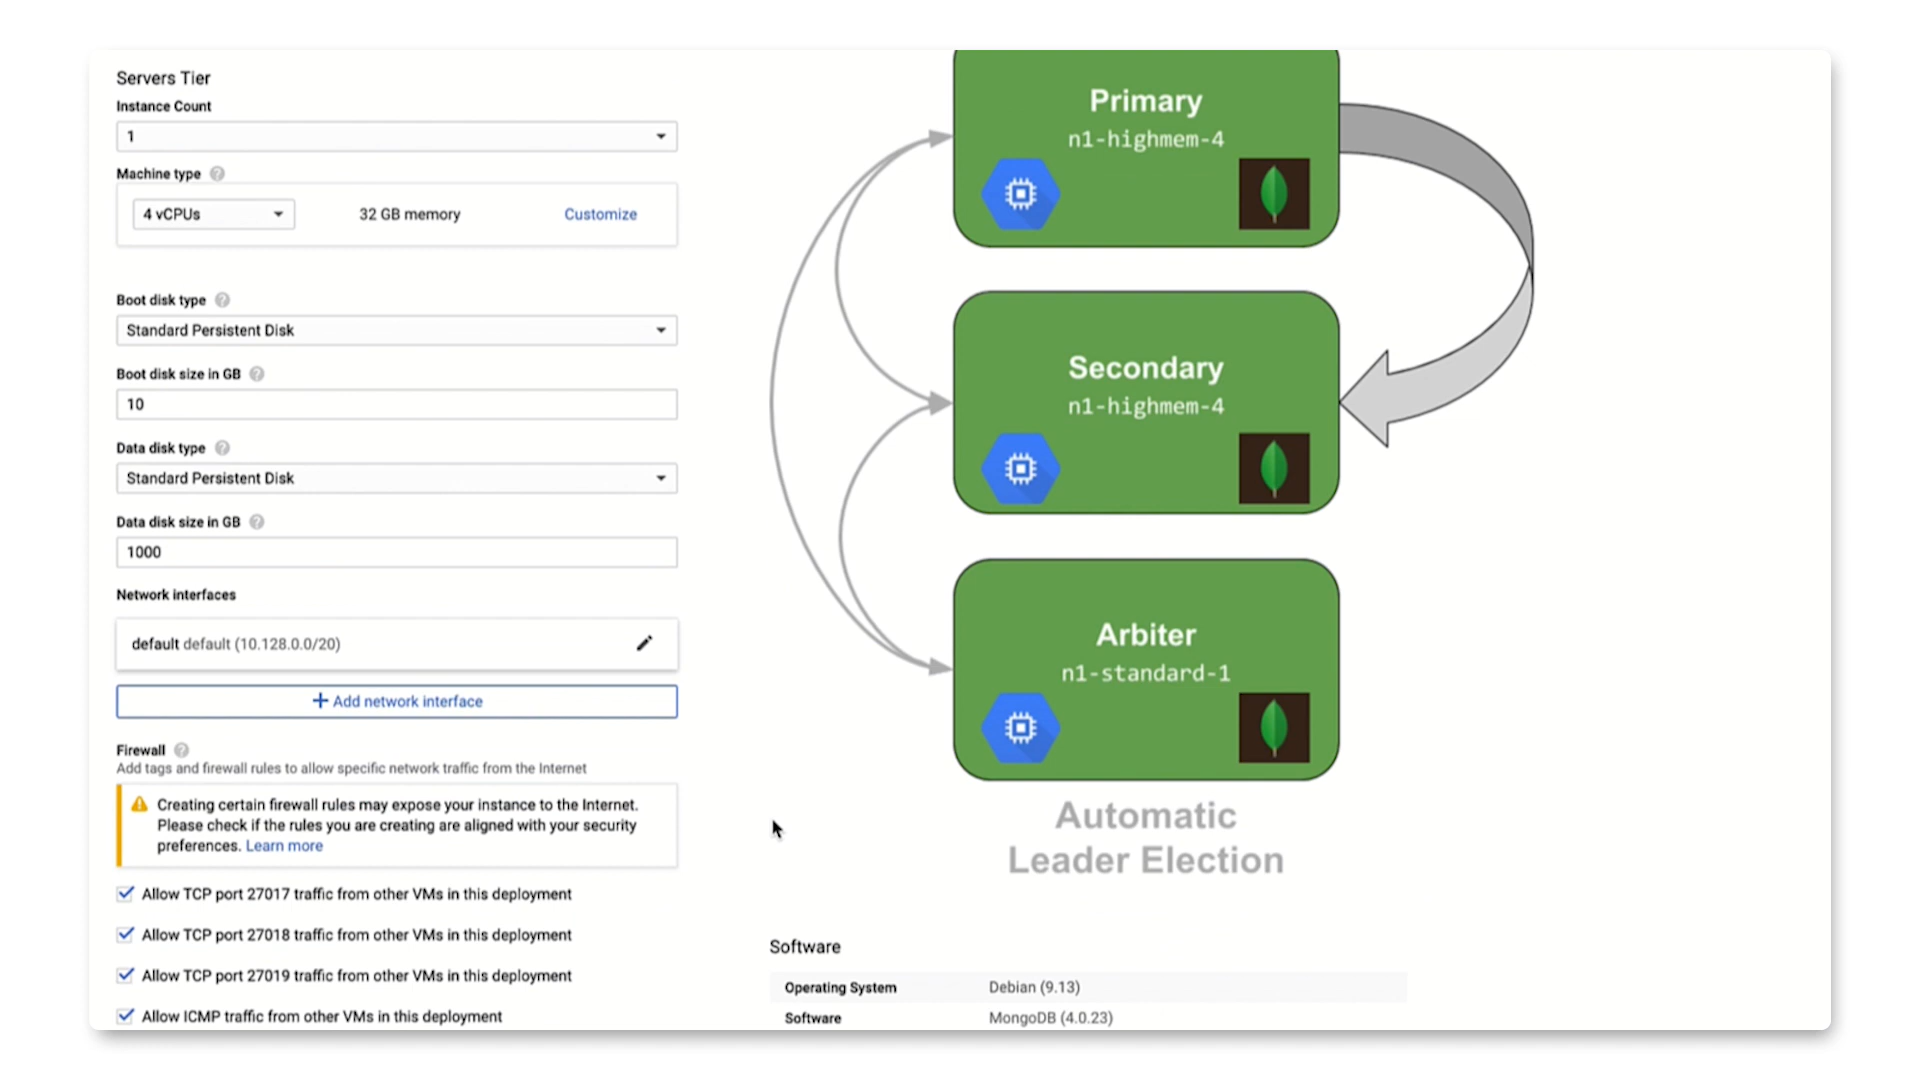 Servers Tier
Instance Count
1
Machine type
4 vCPUs
32 GB memory
Customize
Boot disk type
Standard Persistent Disk
Boot disk size in GB
10
Data disk type
Standard Persistent Disk
Data disk size in GB
1000
Network interfaces
default default (10.128.0.0/20)
+ Add network interface
Firewall
Add tags and firewall rules to allow specific network traffic from the Internet
Creating certain firewall rules may expose your instance to the Internet.
Please check if the rules you are creating are aligned with your security
preferences. Learn more
Allow TCP port 27017 traffic from other VMs in this deployment
Allow TCP port 27018 traffic from other VMs in this deployment
Allow TCP port 27019 traffic from other VMs in this deployment
Allow ICMP traffic from other VMs in this deployment
Primary
n1-highmem-4
Secondary
n1-highmem-4
Arbiter
n1-standard-1
Automatic
Leader Election
Software
Operating System
Debian (9.13)
Software
MongoDB (4.0.23)